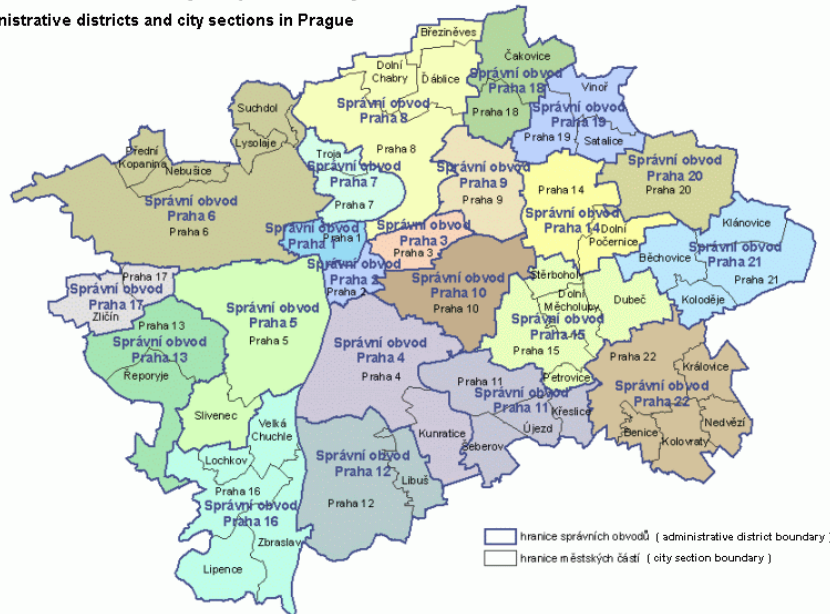 nistrative districts and city sections in Prague
Březiněves
Dolní
Chabry
Ďáblice
Čakovice
Správní obvod
Praha 18
Praha 18
Vinoř
Správní obvod
Praha 19
Praha 19
Satalice
Správní obvod
Praha 8
Praha 8
Suchdol
Lysolaje
Přední
Kopanina
Nebušice
Správní obvod
Praha 6
Praha 6
Troja
Správní obvod
Praha 7
Praha 7
Správní obvod
Praha 9
Praha 9
Praha 14
Správní obvod
Praha 14
Dolní
Počernice
Správní obvod
Praha 20
Praha 20
Klánovice
Běchovice
Správní obvod
Praha 21
Praha 21
Koloděje
Správní obvod
Praha 1
Praha 1
Správní obvod
Praha 3
Praha 3
Správní obvod
Praha 2
Praha 2
Správní obvod
Praha 10
Praha 10
Štěrboholy
Dolní
Měcholupy
Dubeč
Správní obvod
Praha 15
Praha 15
Petrovice
Praha 17
Správní obvod
Praha 17
Zličín
Praha 13
Správní obvod
Praha 13
Řeporyje
Správní obvod
Praha 5
Praha 5
Slivenec
Správní obvod
Praha 4
Praha 4
Kunratice
Praha 11
Správní obvod
Praha 11
Křeslice
Újezd
Šeberov
Praha 22
Královice
Správní obvod
Praha 22
Nedvězí
Benice
Kolovraty
Velká
Chuchle
Lochkov
Praha 16
Správní obvod
Praha 16
Zbraslav
Lipence
Správní obvod
Praha 12
Libuš
Praha 12
hranice správních obvodů ( administrative district boundary )
hranice městských částí ( city section boundary )